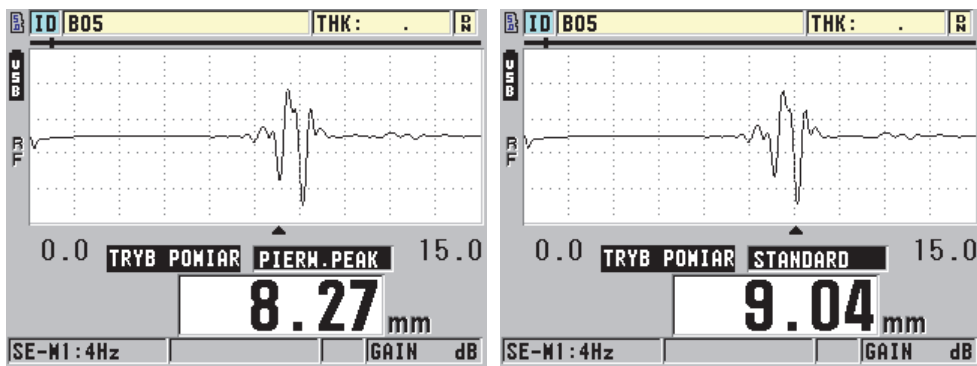 ID B05 THK: .
USB
RF
0.0 15.0
TRYB POMIAR PIERW.PEAK
8.27 mm
SE-M1:4Hz GAIN dB
ID B05 THK: .
USB
RF
0.0 15.0
TRYB POMIAR STANDARD
9.04 mm
SE-M1:4Hz GAIN dB